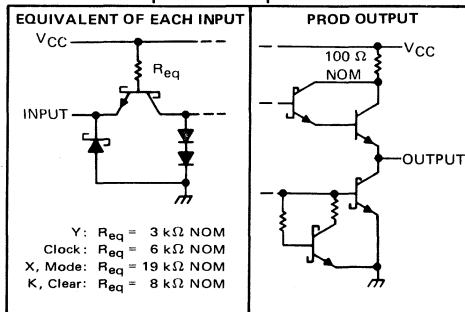 EQUIVALENT OF EACH INPUT
VCC
Req
INPUT
Y: Req = 3 kΩ NOM
Clock: Req = 6 kΩ NOM
X, Mode: Req = 19 kΩ NOM
K, Clear: Req = 8 kΩ NOM
PROD OUTPUT
VCC
100 Ω
NOM
OUTPUT